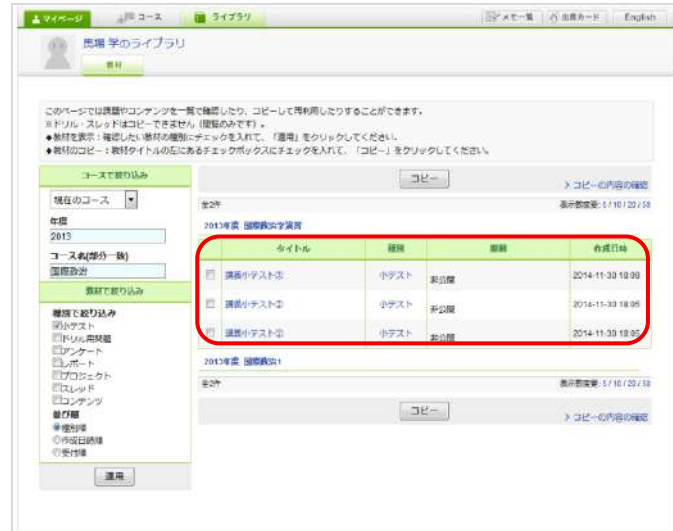 マイページ コース ライブラリ メモ一覧 出席カード English
馬場 学のライブラリ
教材
このページでは課題やコンテンツを一覧で確認したり、コピーして再利用したりすることができます。
※ドリル・スレッドはコピーできません（閲覧のみです）。
◆教材を表示：確認したい教材の種別にチェックを入れて、「適用」をクリックしてください。
◆教材のコピー：教材タイトルの左にあるチェックボックスにチェックを入れて、「コピー」をクリックしてください。
コースで絞り込み
現在のコース
年度
2013
コース名(部分一致)
国際政治
教材で絞り込み
種別で絞り込み
小テスト
ドリル用問題
アンケート
レポート
プロジェクト
スレッド
コンテンツ
並び順
種別順
作成日時順
受付順
適用
コピー
> コピーの内容の確認
全2件 表示数変更: 5 / 10 / 20 / 50
2013年度 国際政治学演習
タイトル 種別 期間 作成日時
講義小テスト 小テスト 非公開 2014-11-30
講義小テスト 小テスト 非公開 2014-11-30
講義小テスト 小テスト 非公開 2014-11-30
2013年度 国際政治1
全2件 表示数変更: 5 / 10 / 20 / 50
コピー
> コピーの内容の確認